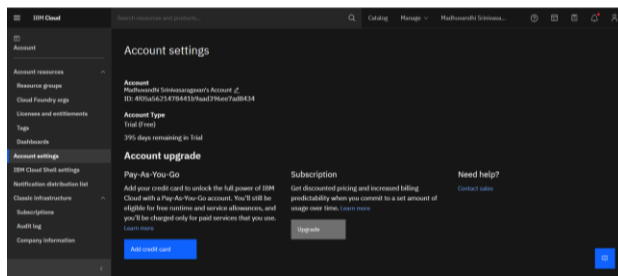 IBM Cloud
Search resources and products...
Catalog
Manage
Madhuvandhi Srinivasa...
Account
Account resources
Resource groups
Cloud Foundry orgs
Licenses and entitlements
Tags
Dashboards
Account settings
IBM Cloud Shell settings
Notification distribution list
Classic infrastructure
Subscriptions
Audit log
Company information
Account settings
Account
Madhuvandhi Srinivasaragavan's Account
ID:
Account Type
Trial (Free)
395 days remaining in Trial
Account upgrade
Pay-As-You-Go
Add your credit card to unlock the full power of IBM
Cloud with a Pay-As-You-Go account. You'll still be
eligible for free runtime and service allowances, and
you'll be charged only for paid services that you use.
Learn more
Add credit card
Subscription
Get discounted pricing and increased billing
predictability when you commit to a set amount of
usage over time. Learn more
Upgrade
Need help?
Contact sales